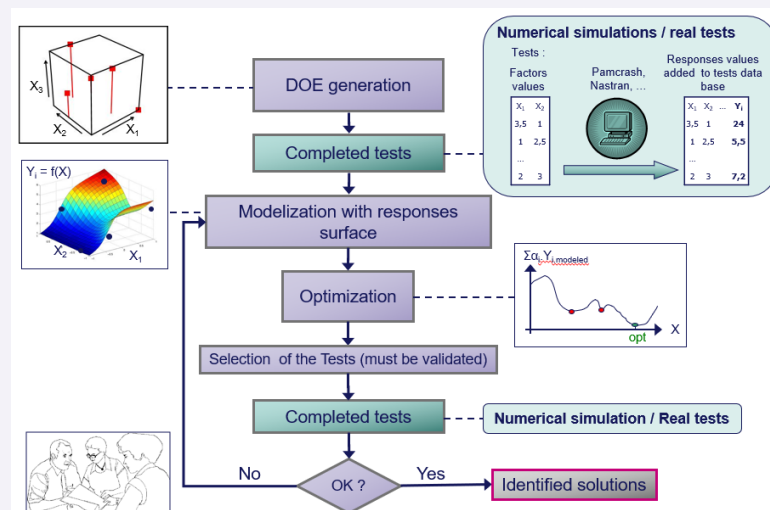 Numerical simulations / real tests
Tests :
Factors
values
Pamcrash,
Nastran, ...
Responses values
added to tests data
base
X₁ X₂
3,5 1
1 2,5
...
2 3
X₁ X₂ ... Yᵢ
3,5 1 24
1 2,5 5,5
...
2 3 7,2
X₃
X₂
X₁
DOE generation
Completed tests
Yᵢ = f(X)
X₂
X₁
Modelization with responses
surface
Optimization
Σαᵢ.Yᵢ,modeled
X
opt
Selection of the Tests (must be validated)
Completed tests
Numerical simulation / Real tests
No
OK ?
Yes
Identified solutions